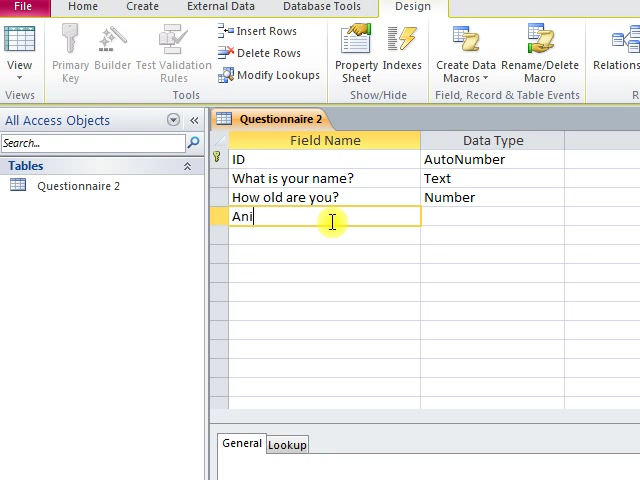 File Home Create External Data Database Tools Design
View
Views
Primary Key
Builder
Test Validation Rules
Insert Rows
Delete Rows
Modify Lookups
Tools
Property Sheet
Indexes
Show/Hide
Create Data Macros
Rename/Delete Macro
Field, Record & Table Events
Relations
R
All Access Objects
Search...
Tables
Questionnaire 2
Questionnaire 2
Field Name Data Type
ID AutoNumber
What is your name? Text
How old are you? Number
Ani
General Lookup